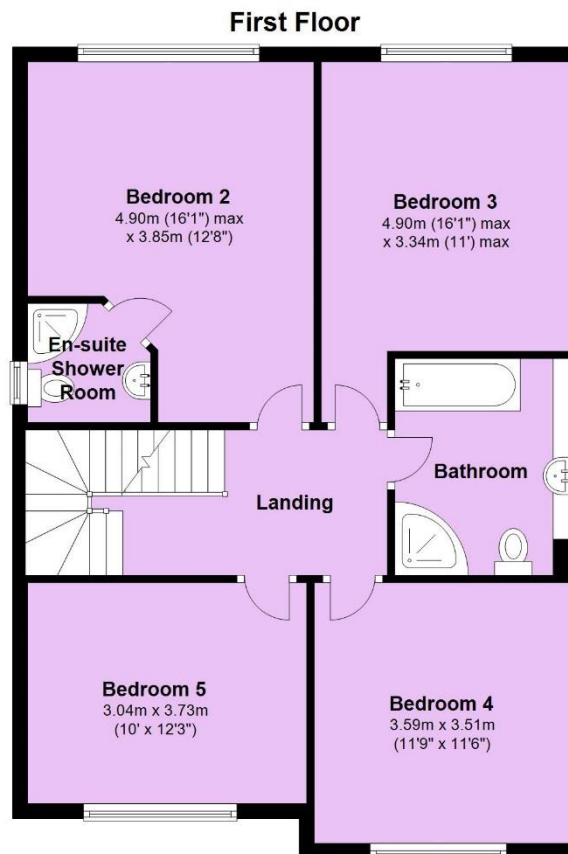 First Floor
Bedroom 2
4.90m (16'1") max
x 3.85m (12'8")
Bedroom 3
4.90m (16'1") max
x 3.34m (11') max
En-suite
Shower
Room
Bathroom
Landing
Bedroom 5
3.04m x 3.73m
(10' x 12'3")
Bedroom 4
3.59m x 3.51m
(11'9" x 11'6")